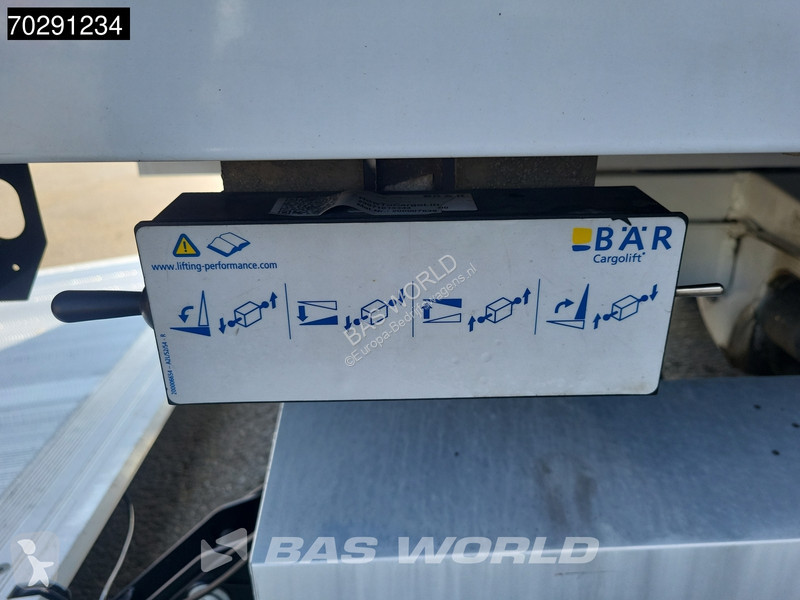 70291234
www.lifting-performance.com
BÄR
Cargolift
BAS WORLD
©Europa-Bedrijfswagens.nl
BAS WORLD